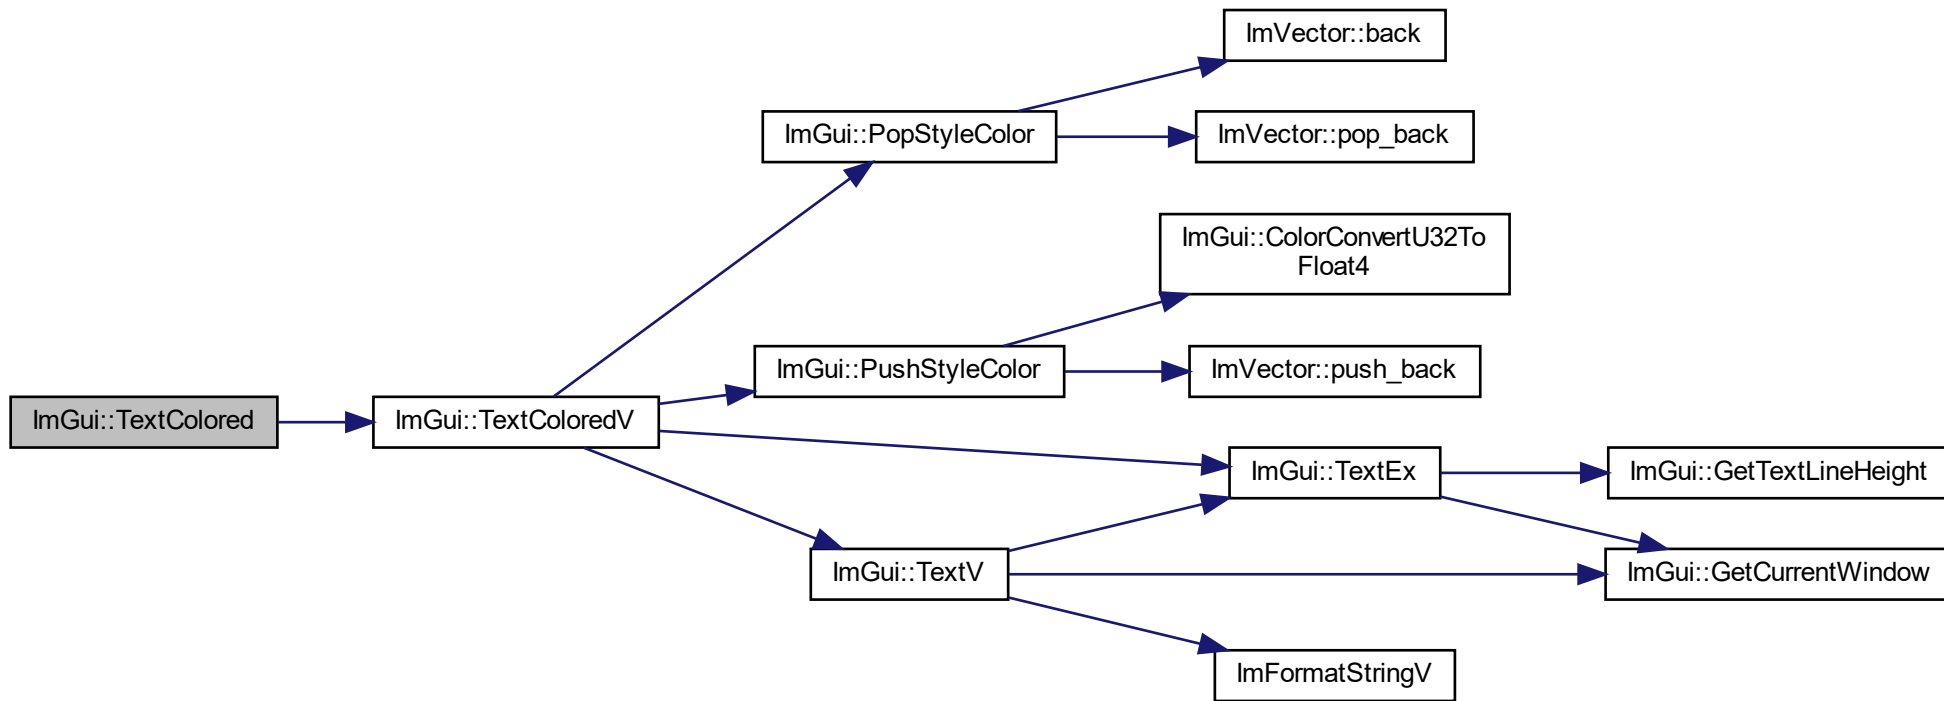 ImVector::back
ImGui::PopStyleColor
ImVector::pop_back
ImGui::ColorConvertU32To
Float4
ImGui::PushStyleColor
ImVector::push_back
ImGui::TextColored
ImGui::TextColoredV
ImGui::TextEx
ImGui::GetTextLineHeight
ImGui::TextV
ImGui::GetCurrentWindow
ImFormatStringV